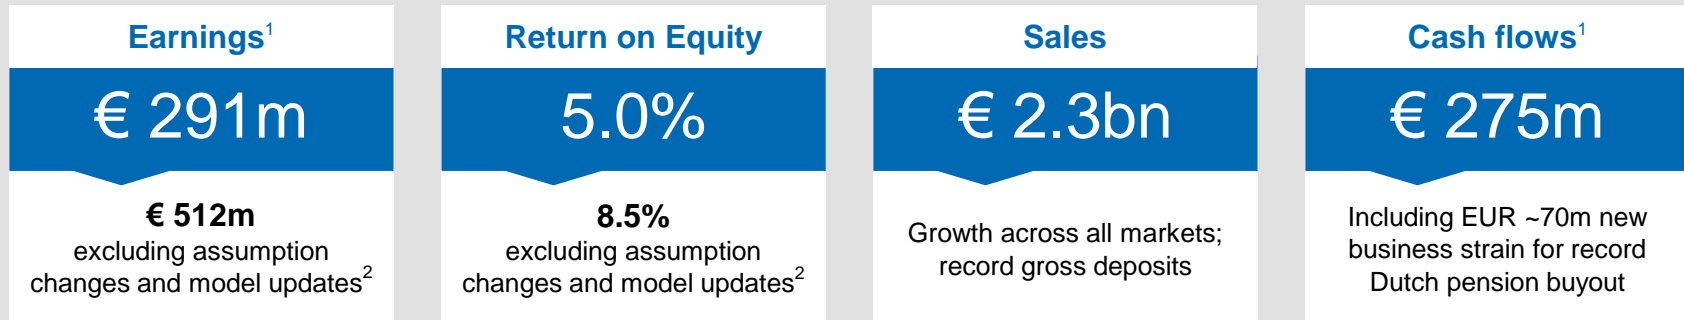 Earnings1
€ 291m
€ 512m
excluding assumption
changes and model updates2
Return on Equity
5.0%
8.5%
excluding assumption
changes and model updates2
Sales
€ 2.3bn
Growth across all markets;
record gross deposits
Cash flows1
€ 275m
Including EUR ~70m new
business strain for record
Dutch pension buyout